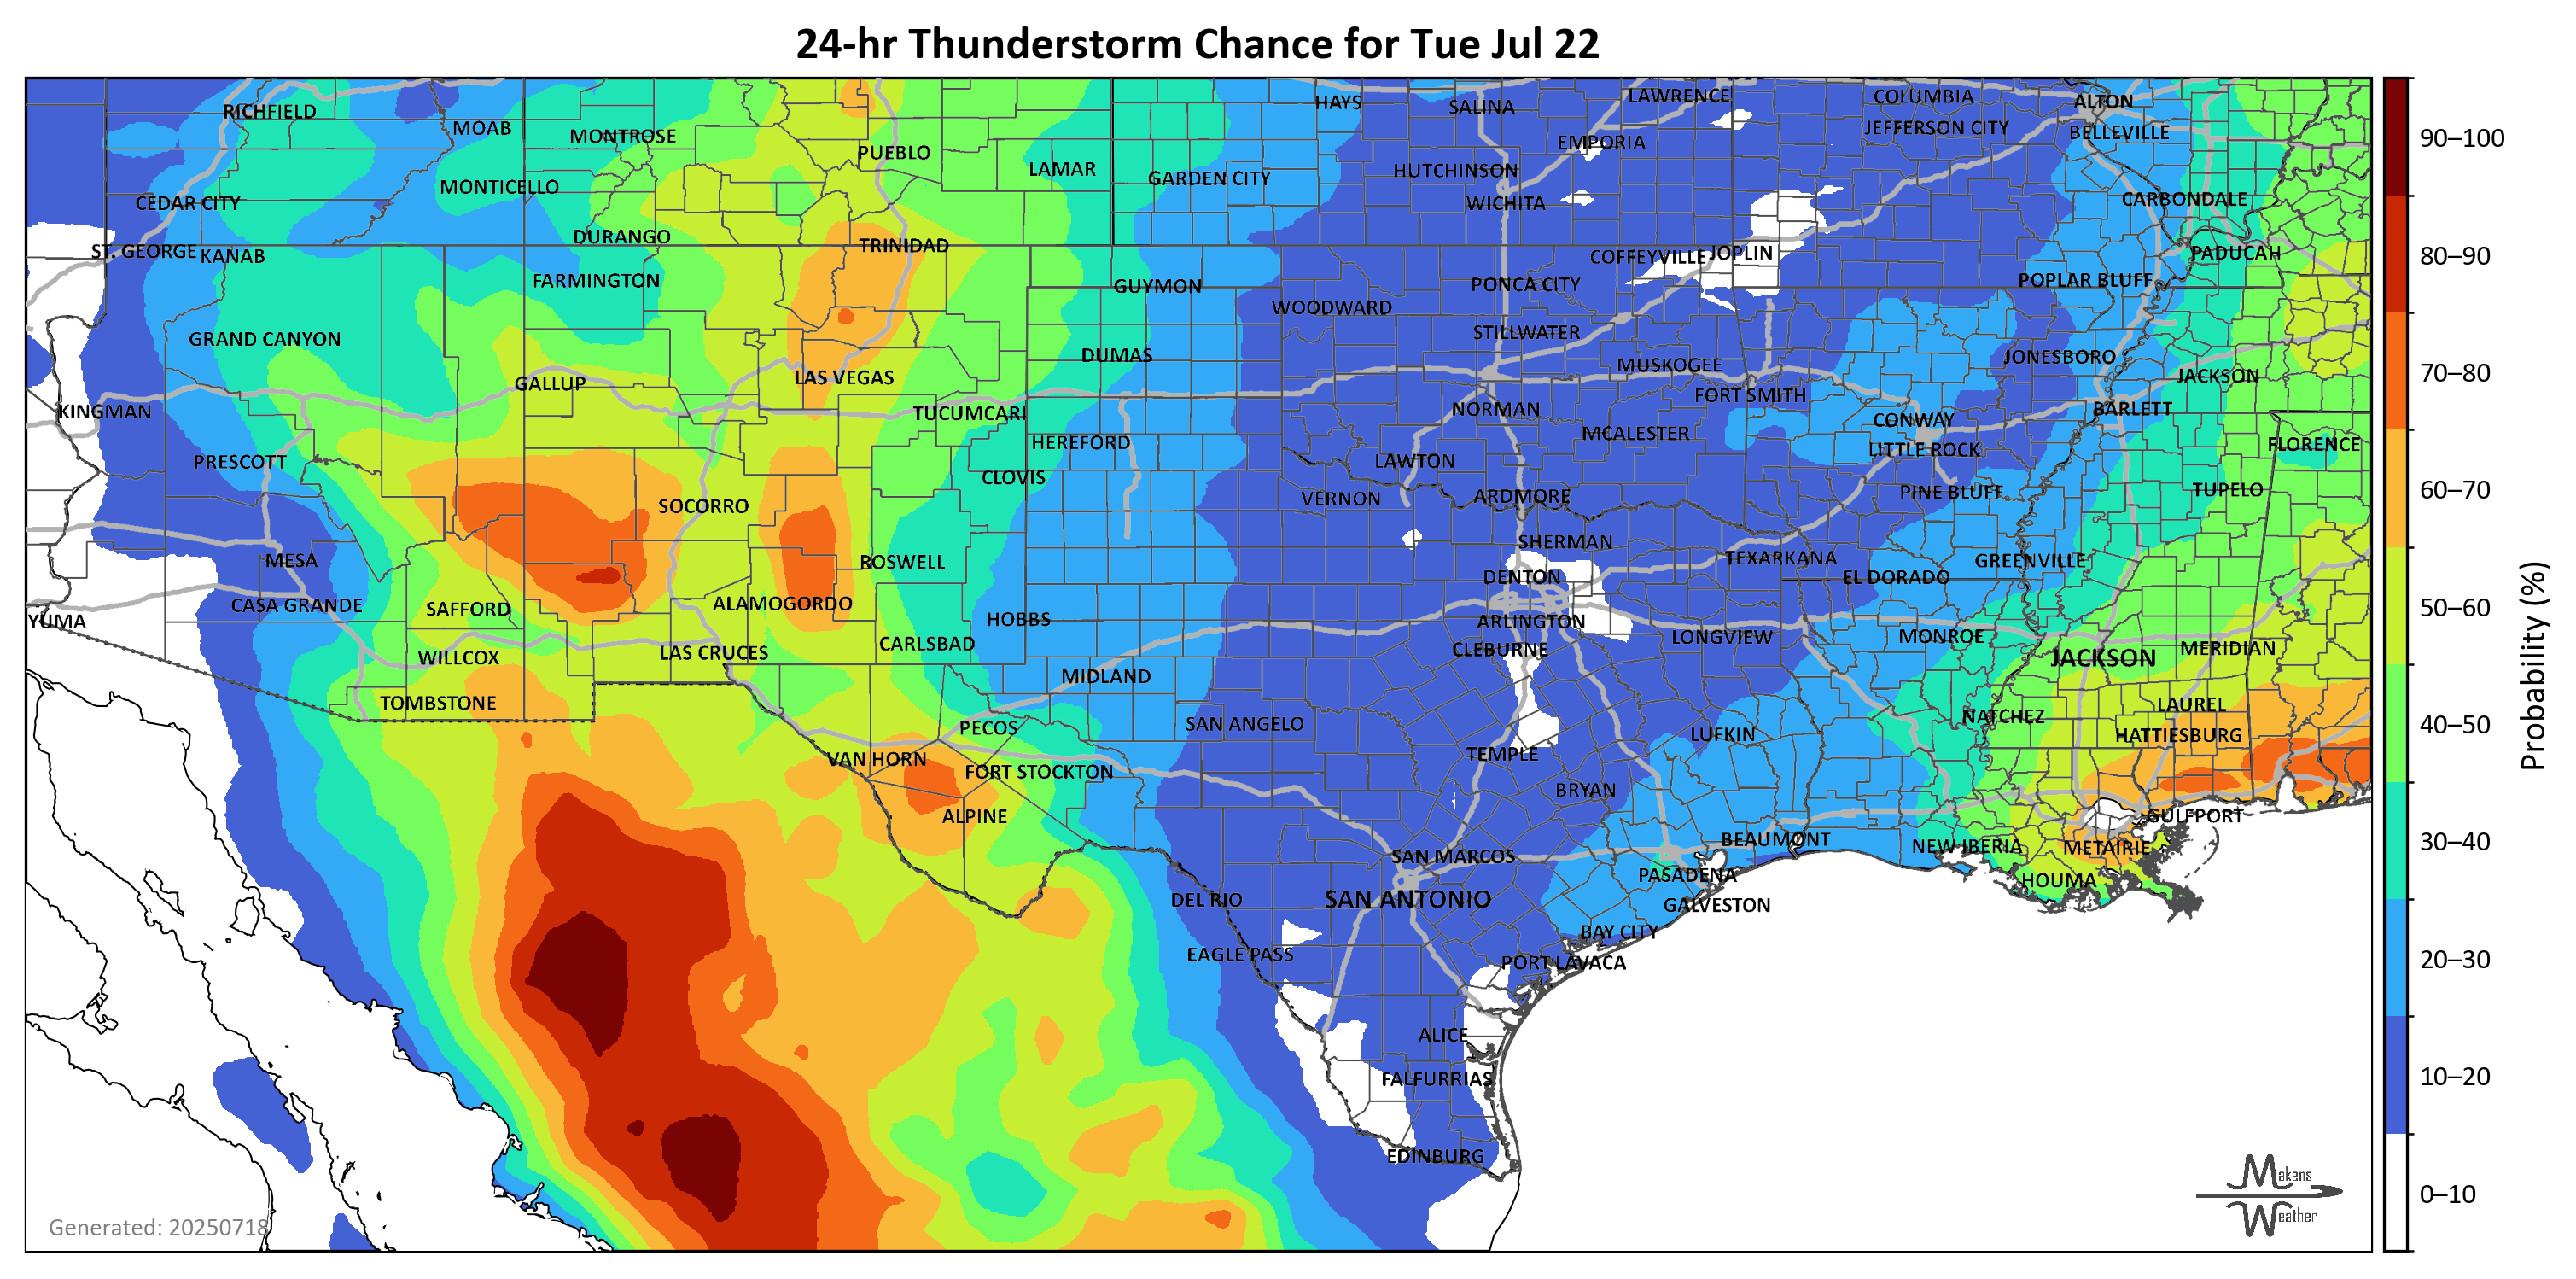 24-hr Thunderstorm Chance for Tue Jul 22
RICHFIELD
MOAB
MONTROSE
PUEBLO
LAMAR
GARDEN CITY
HAYS
SALINA
LAWRENCE
COLUMBIA
ALTON
EMPORIA
JEFFERSON CITY
BELLEVILLE
HUTCHINSON
MONTICELLO
CEDAR CITY
WICHITA
CARBONDALE
DURANGO
TRINIDAD
ST. GEORGE
KANAB
COFFEYVILLE
JOPLIN
PADUCAH
FARMINGTON
GUYMON
PONCA CITY
POPLAR BLUFF
WOODWARD
GRAND CANYON
STILLWATER
DUMAS
MUSKOGEE
JONESBORO
GALLUP
LAS VEGAS
JACKSON
FORT SMITH
KINGMAN
TUCUMCARI
NORMAN
BARLETT
CONWAY
HEREFORD
MCALESTER
LITTLE ROCK
FLORENCE
PRESCOTT
CLOVIS
LAWTON
SOCORRO
VERNON
ARDMORE
PINE BLUFF
TUPELO
MESA
ROSWELL
SHERMAN
TEXARKANA
GREENVILLE
DENTON
EL DORADO
CASA GRANDE
SAFFORD
ALAMOGORDO
HOBBS
ARLINGTON
YUMA
LONGVIEW
MONROE
WILLCOX
LAS CRUCES
CARLSBAD
CLEBURNE
JACKSON
MERIDIAN
MIDLAND
TOMBSTONE
LAUREL
PECOS
SAN ANGELO
NATCHEZ
LUFKIN
HATTIESBURG
VAN HORN
FORT STOCKTON
TEMPLE
BRYAN
ALPINE
GULFPORT
BEAUMONT
NEW IBERIA
METAIRIE
SAN MARCOS
PASADENA
HOUMA
DEL RIO
SAN ANTONIO
GALVESTON
BAY CITY
EAGLE PASS
PORT LAVACA
ALICE
FALFURRIAS
EDINBURG
Generated: 20250718
Makens
Weather
90–100
80–90
70–80
60–70
50–60
40–50
30–40
20–30
10–20
0–10
Probability (%)